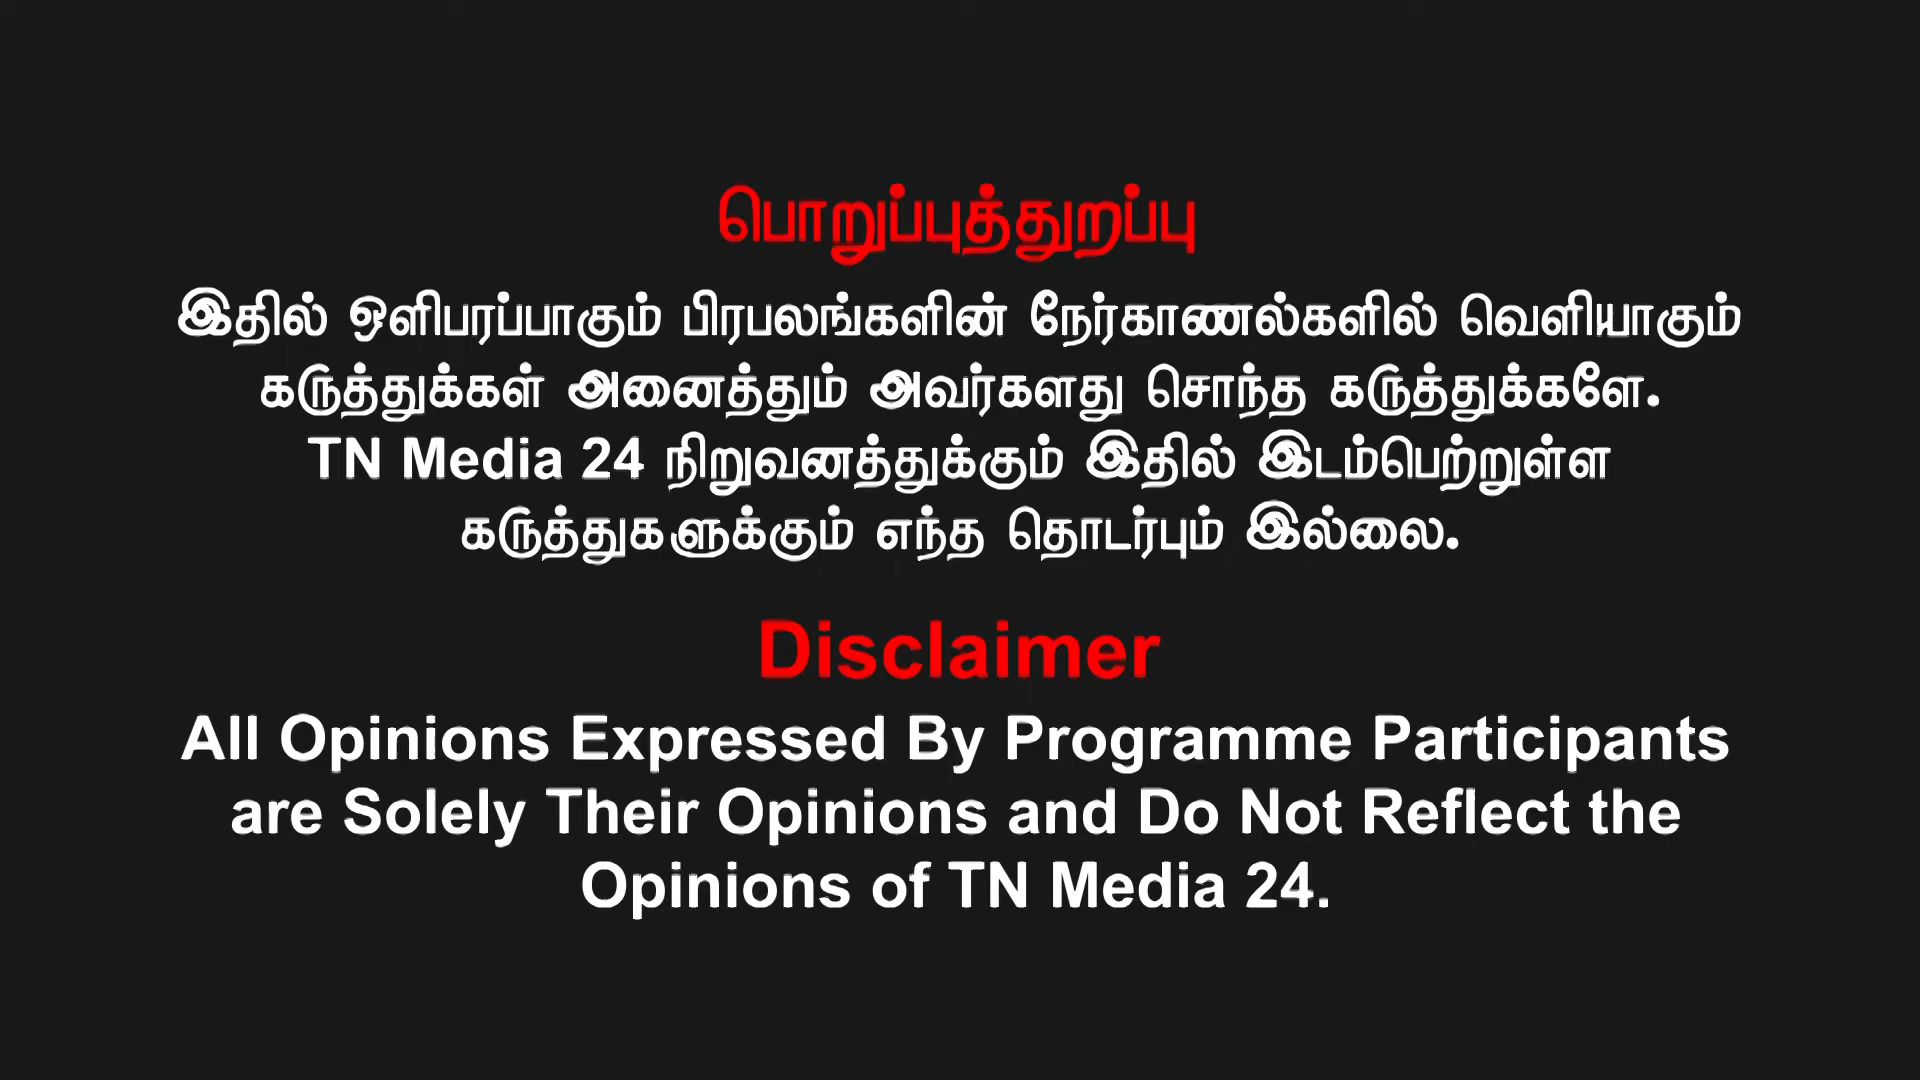 பொறுப்புத்துறப்பு
இதில் ஒளிபரப்பாகும் பிரபலங்களின் நேர்காணல்களில் வெளியாகும்
கருத்துக்கள் அனைத்தும் அவர்களது சொந்த கருத்துக்களே.
TN Media 24 நிறுவனத்துக்கும் இதில் இடம்பெற்றுள்ள
கருத்துகளுக்கும் எந்த தொடர்பும் இல்லை.
Disclaimer
All Opinions Expressed By Programme Participants
are Solely Their Opinions and Do Not Reflect the
Opinions of TN Media 24.